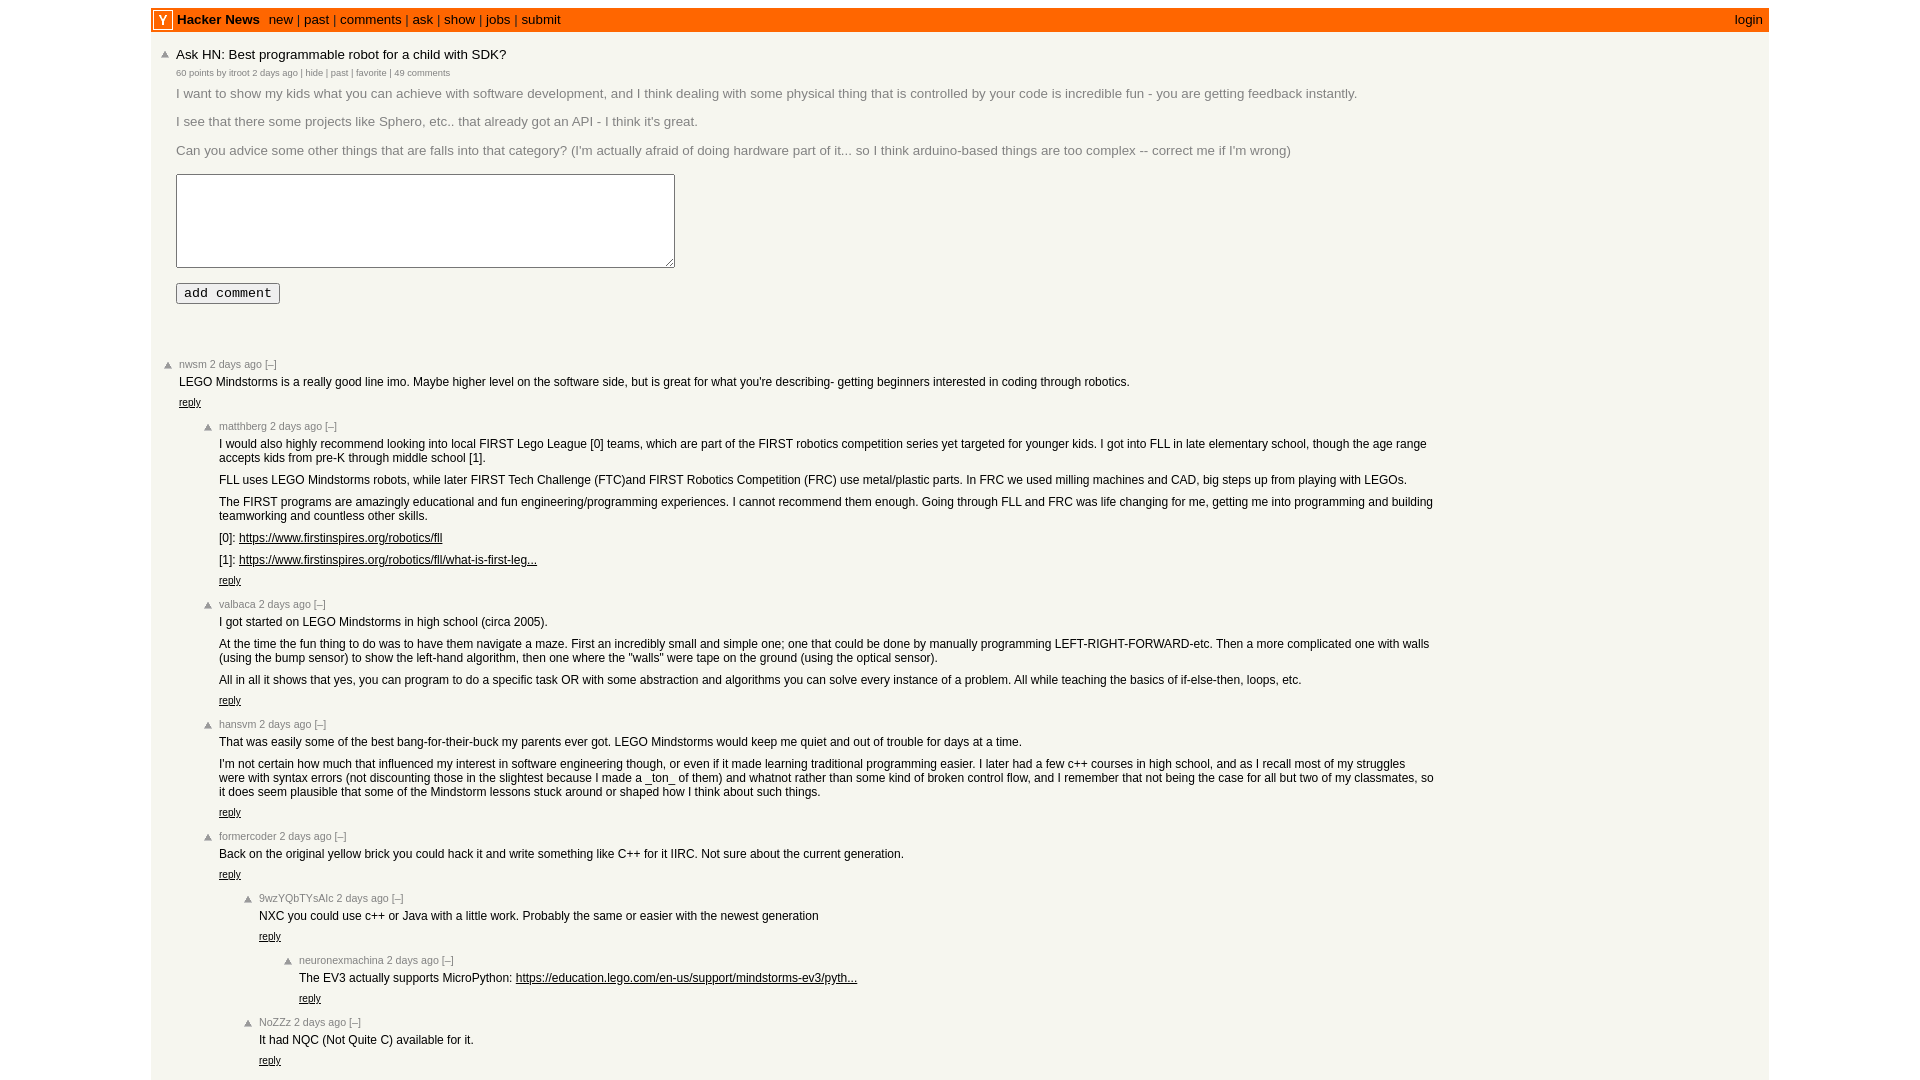 Y Hacker News new | past | comments | ask | show | jobs | submit login
Ask HN: Best programmable robot for a child with SDK?
60 points by itroot 2 days ago | hide | past | favorite | 49 comments
I want to show my kids what you can achieve with software development, and I think dealing with some physical thing that is controlled by your code is incredible fun - you are getting feedback instantly.
I see that there some projects like Sphero, etc.. that already got an API - I think it's great.
Can you advice some other things that are falls into that category? (I'm actually afraid of doing hardware part of it... so I think arduino-based things are too complex -- correct me if I'm wrong)
add comment
nwsm 2 days ago [–]
LEGO Mindstorms is a really good line imo. Maybe higher level on the software side, but is great for what you're describing- getting beginners interested in coding through robotics.
reply
matthberg 2 days ago [–]
I would also highly recommend looking into local FIRST Lego League [0] teams, which are part of the FIRST robotics competition series yet targeted for younger kids. I got into FLL in late elementary school, though the age range
accepts kids from pre-K through middle school [1].
FLL uses LEGO Mindstorms robots, while later FIRST Tech Challenge (FTC)and FIRST Robotics Competition (FRC) use metal/plastic parts. In FRC we used milling machines and CAD, big steps up from playing with LEGOs.
The FIRST programs are amazingly educational and fun engineering/programming experiences. I cannot recommend them enough. Going through FLL and FRC was life changing for me, getting me into programming and building
teamworking and countless other skills.
[0]: https://www.firstinspires.org/robotics/fll
[1]: https://www.firstinspires.org/robotics/fll/what-is-first-leg...
reply
valbaca 2 days ago [–]
I got started on LEGO Mindstorms in high school (circa 2005).
At the time the fun thing to do was to have them navigate a maze. First an incredibly small and simple one; one that could be done by manually programming LEFT-RIGHT-FORWARD-etc. Then a more complicated one with walls
(using the bump sensor) to show the left-hand algorithm, then one where the "walls" were tape on the ground (using the optical sensor).
All in all it shows that yes, you can program to do a specific task OR with some abstraction and algorithms you can solve every instance of a problem. All while teaching the basics of if-else-then, loops, etc.
reply
hansvm 2 days ago [–]
That was easily some of the best bang-for-their-buck my parents ever got. LEGO Mindstorms would keep me quiet and out of trouble for days at a time.
I'm not certain how much that influenced my interest in software engineering though, or even if it made learning traditional programming easier. I later had a few c++ courses in high school, and as I recall most of my struggles
were with syntax errors (not discounting those in the slightest because I made a _ton_ of them) and whatnot rather than some kind of broken control flow, and I remember that not being the case for all but two of my classmates, so
it does seem plausible that some of the Mindstorm lessons stuck around or shaped how I think about such things.
reply
formercoder 2 days ago [–]
Back on the original yellow brick you could hack it and write something like C++ for it IIRC. Not sure about the current generation.
reply
9wzYQbTYsAIc 2 days ago [–]
NXC you could use c++ or Java with a little work. Probably the same or easier with the newest generation
reply
neuronexmachina 2 days ago [–]
The EV3 actually supports MicroPython: https://education.lego.com/en-us/support/mindstorms-ev3/pyth...
reply
NoZZz 2 days ago [–]
It had NQC (Not Quite C) available for it.
reply